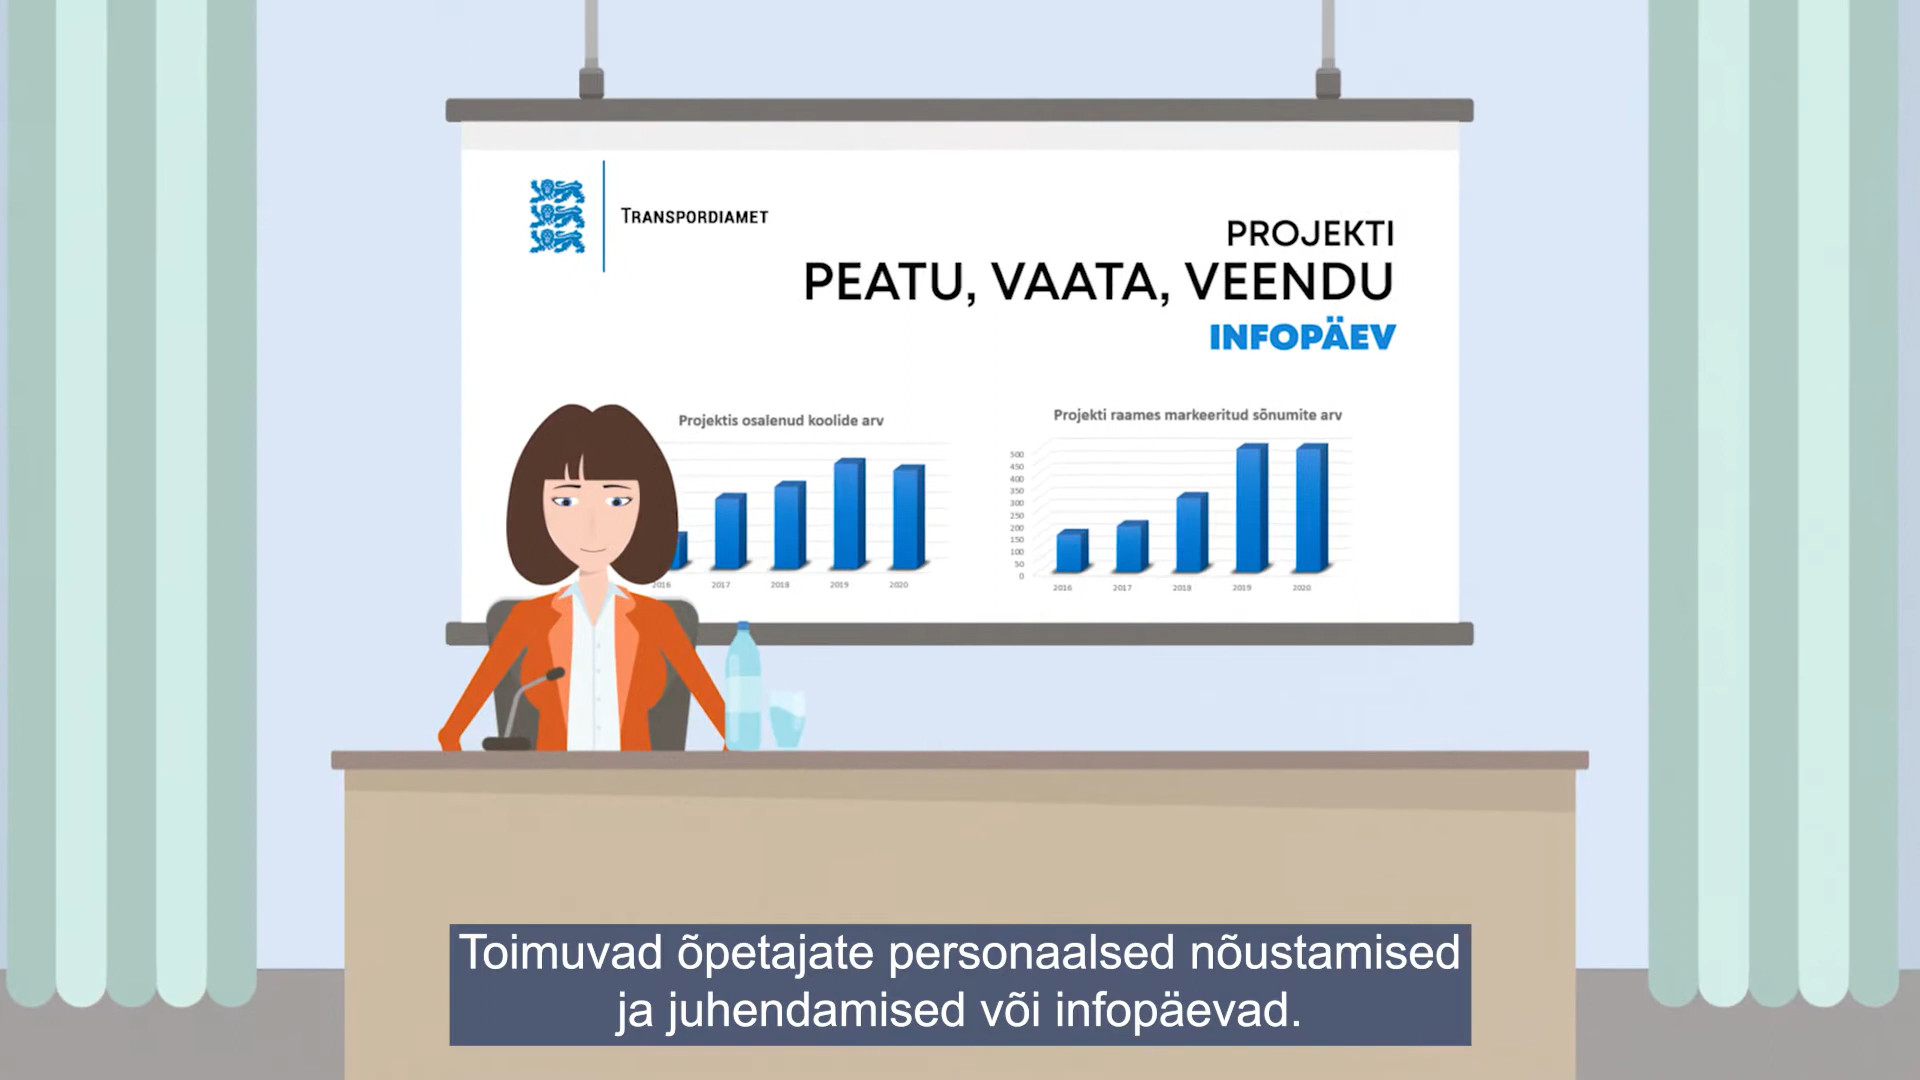 TRANSPORDIAMET
PROJEKTI
PEATU, VAATA, VEENDU
INFOPÄEV
Projektis osalenud koolide arv
2016 2017 2018 2019 2020
Projekti raames markeeritud sõnumite arv
500
450
400
350
300
250
200
150
100
50
0
2016 2017 2018 2019 2020
Toimuvad õpetajate personaalsed nõustamised
ja juhendamised või infopäevad.